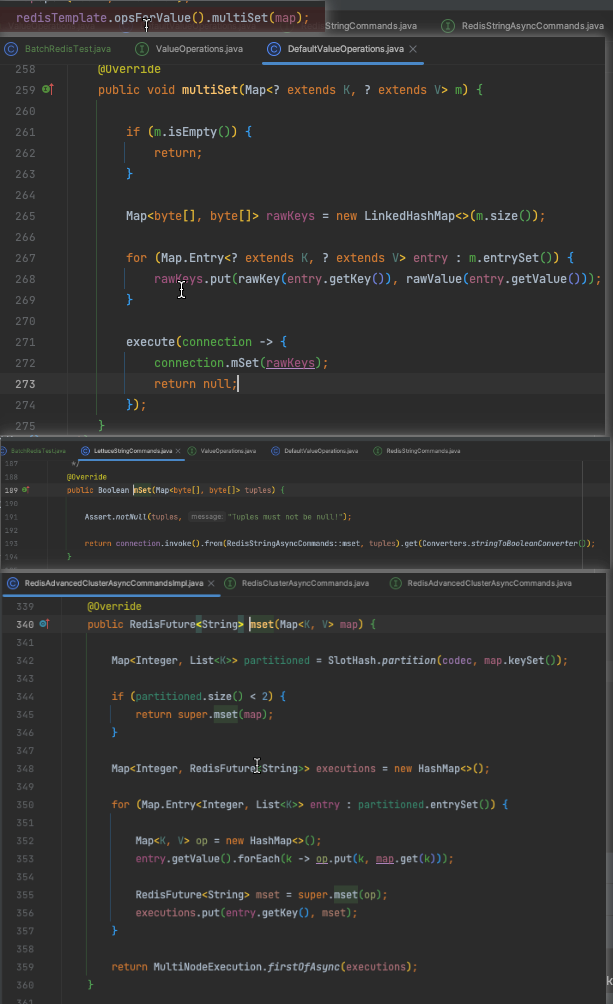 redisTemplate.opsForValue().multiSet(map);
StringCommands.java RedisStringAsyncCommands.java
BatchRedisTest.java ValueOperations.java DefaultValueOperations.java
258 @Override
259 public void multiSet(Map<? extends K, ? extends V> m) {
260
261 if (m.isEmpty()) {
262 return;
263 }
264
265 Map<byte[], byte[]> rawKeys = new LinkedHashMap<>(m.size());
266
267 for (Map.Entry<? extends K, ? extends V> entry : m.entrySet()) {
268 rawKeys.put(rawKey(entry.getKey()), rawValue(entry.getValue()));
269 }
270
271 execute(connection -> {
272 connection.mSet(rawKeys);
273 return null;
274 });
275 }
BatchRedisTest.java LettuceStringCommands.java ValueOperations.java DefaultValueOperations.java RedisStringCommands.java
187 */
188 @Override
189 public Boolean mSet(Map<byte[], byte[]> tuples) {
190
191 Assert.notNull(tuples, message: "Tuples must not be null!");
192
193 return connection.invoke().from(RedisStringAsyncCommands::mset, tuples).get(Converters.stringToBooleanConverter());
194 }
RedisAdvancedClusterAsyncCommandsImpl.java RedisClusterAsyncCommands.java RedisAdvancedClusterAsyncCommands.java
339 @Override
340 public RedisFuture<String> mset(Map<K, V> map) {
341
342 Map<Integer, List<K>> partitioned = SlotHash.partition(codec, map.keySet());
343
344 if (partitioned.size() < 2) {
345 return super.mset(map);
346 }
347
348 Map<Integer, RedisFuture<String>> executions = new HashMap<>();
349
350 for (Map.Entry<Integer, List<K>> entry : partitioned.entrySet()) {
351
352 Map<K, V> op = new HashMap<>();
353 entry.getValue().forEach(k -> op.put(k, map.get(k)));
354
355 RedisFuture<String> mset = super.mset(op);
356 executions.put(entry.getKey(), mset);
357 }
358
359 return MultiNodeExecution.firstOfAsync(executions);
360 }